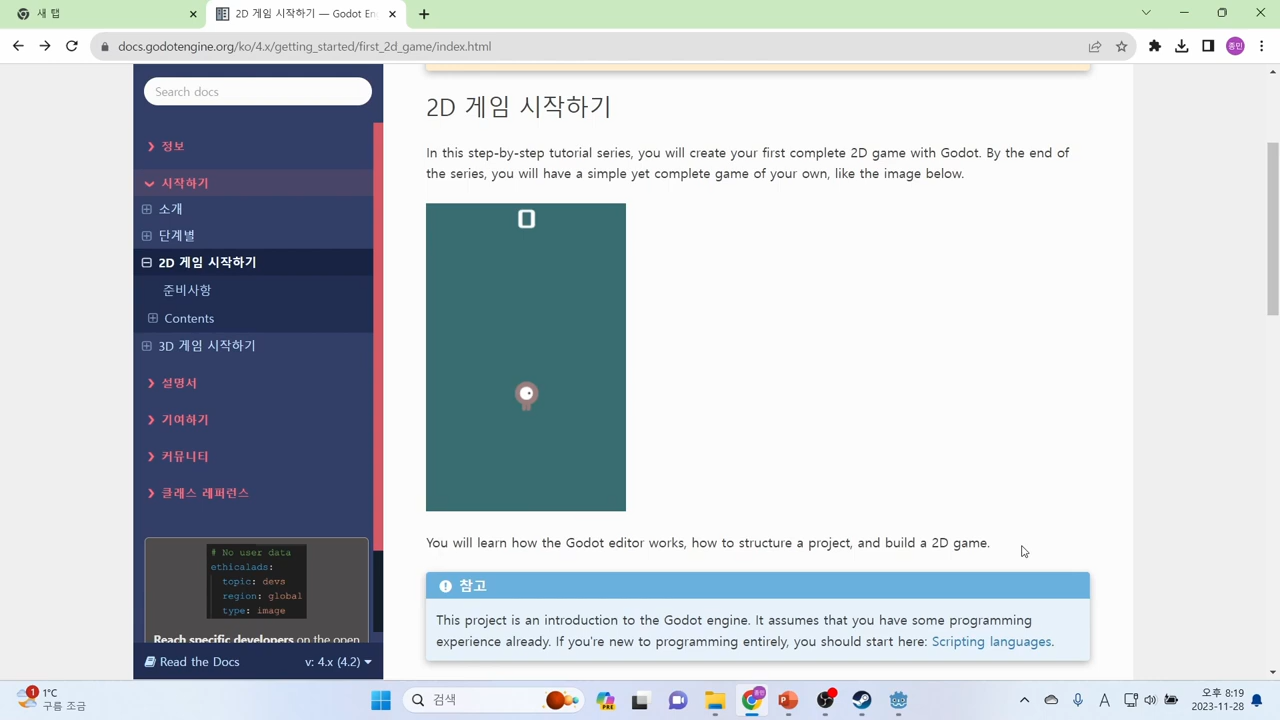 새 탭
2D 게임 시작하기 — Godot En
docs.godotengine.org/ko/4.x/getting_started/first_2d_game/index.html
종민
Search docs
정보
시작하기
소개
단계별
2D 게임 시작하기
준비사항
Contents
3D 게임 시작하기
설명서
기여하기
커뮤니티
클래스 레퍼런스
# No user data
ethicalads:
topic: devs
region: global
type: image
Reach specific developers on the open
Read the Docs
v: 4.x (4.2)
2D 게임 시작하기
In this step-by-step tutorial series, you will create your first complete 2D game with Godot. By the end of
the series, you will have a simple yet complete game of your own, like the image below.
0
You will learn how the Godot editor works, how to structure a project, and build a 2D game.
참고
This project is an introduction to the Godot engine. It assumes that you have some programming
experience already. If you're new to programming entirely, you should start here: Scripting languages.
1
1°C
구름 조금
검색
PRE
종민
A
오후 8:19
2023-11-28